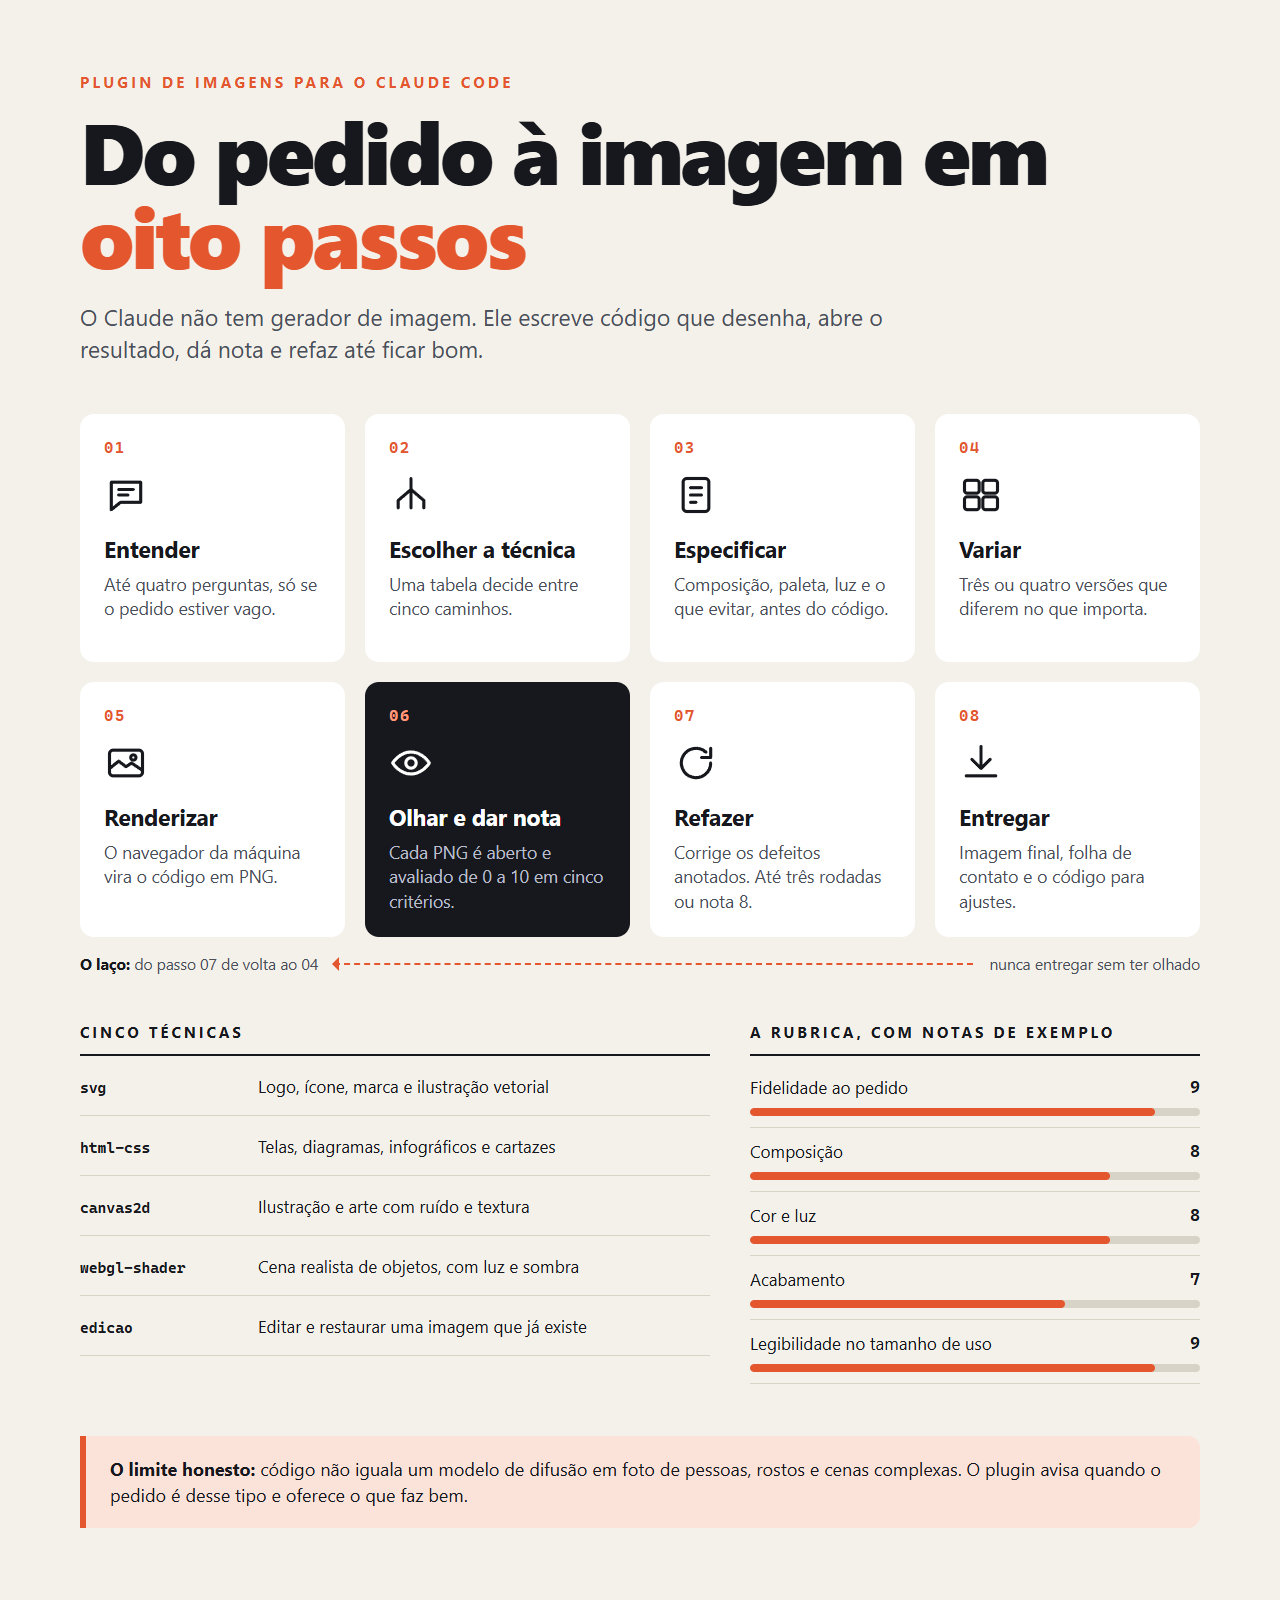 PLUGIN DE IMAGENS PARA O CLAUDE CODE
Do pedido à imagem em
oito passos
O Claude não tem gerador de imagem. Ele escreve código que desenha, abre o
resultado, dá nota e refaz até ficar bom.
01
Entender
Até quatro perguntas, só se
o pedido estiver vago.
02
Escolher a técnica
Uma tabela decide entre
cinco caminhos.
03
Especificar
Composição, paleta, luz e o
que evitar, antes do código.
04
Variar
Três ou quatro versões que
diferem no que importa.
05
Renderizar
O navegador da máquina
vira o código em PNG.
06
Olhar e dar nota
Cada PNG é aberto e
avaliado de 0 a 10 em cinco
critérios.
07
Refazer
Corrige os defeitos
anotados. Até três rodadas
ou nota 8.
08
Entregar
Imagem final, folha de
contato e o código para
ajustes.
O laço: do passo 07 de volta ao 04
nunca entregar sem ter olhado
CINCO TÉCNICAS
svg Logo, ícone, marca e ilustração vetorial
html-css Telas, diagramas, infográficos e cartazes
canvas2d Ilustração e arte com ruído e textura
webgl-shader Cena realista de objetos, com luz e sombra
edicao Editar e restaurar uma imagem que já existe
A RUBRICA, COM NOTAS DE EXEMPLO
Fidelidade ao pedido 9
Composição 8
Cor e luz 8
Acabamento 7
Legibilidade no tamanho de uso 9
O limite honesto: código não iguala um modelo de difusão em foto de pessoas, rostos e cenas complexas. O plugin avisa quando o
pedido é desse tipo e oferece o que faz bem.